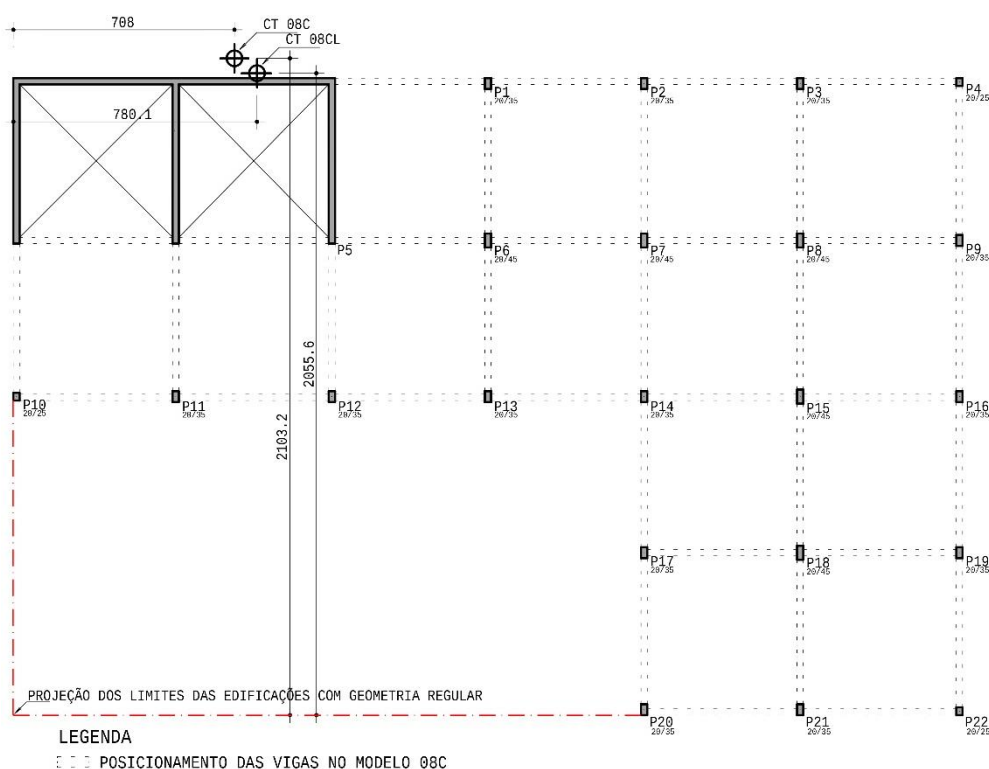 708
CT 08C
CT 08CL
780.1
P1
20/35
P2
20/35
P3
20/35
P4
20/25
P5
P6
20/45
P7
20/45
P8
20/45
P9
20/35
2055.6
2103.2
P10
20/25
P11
20/35
P12
20/35
P13
20/35
P14
20/35
P15
20/45
P16
20/35
P17
20/35
P18
20/45
P19
20/35
PROJEÇÃO DOS LIMITES DAS EDIFICAÇÕES COM GEOMETRIA REGULAR
P20
20/35
P21
20/35
P22
20/25
LEGENDA
POSICIONAMENTO DAS VIGAS NO MODELO 08C